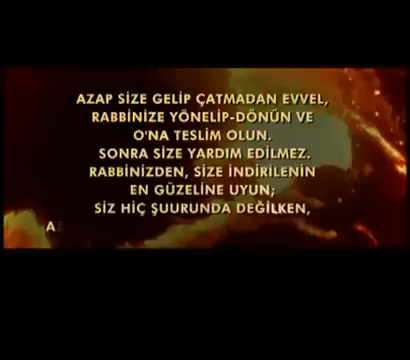 AZAP SİZE GELİP ÇATMADAN EVVEL,
RABBİNİZE YÖNELİP-DÖNÜN VE
O'NA TESLİM OLUN.
SONRA SİZE YARDIM EDİLMEZ.
RABBİNİZDEN, SİZE İNDİRİLENİN
EN GÜZELİNE UYUN;
SİZ HİÇ ŞUURUNDA DEĞİLKEN,